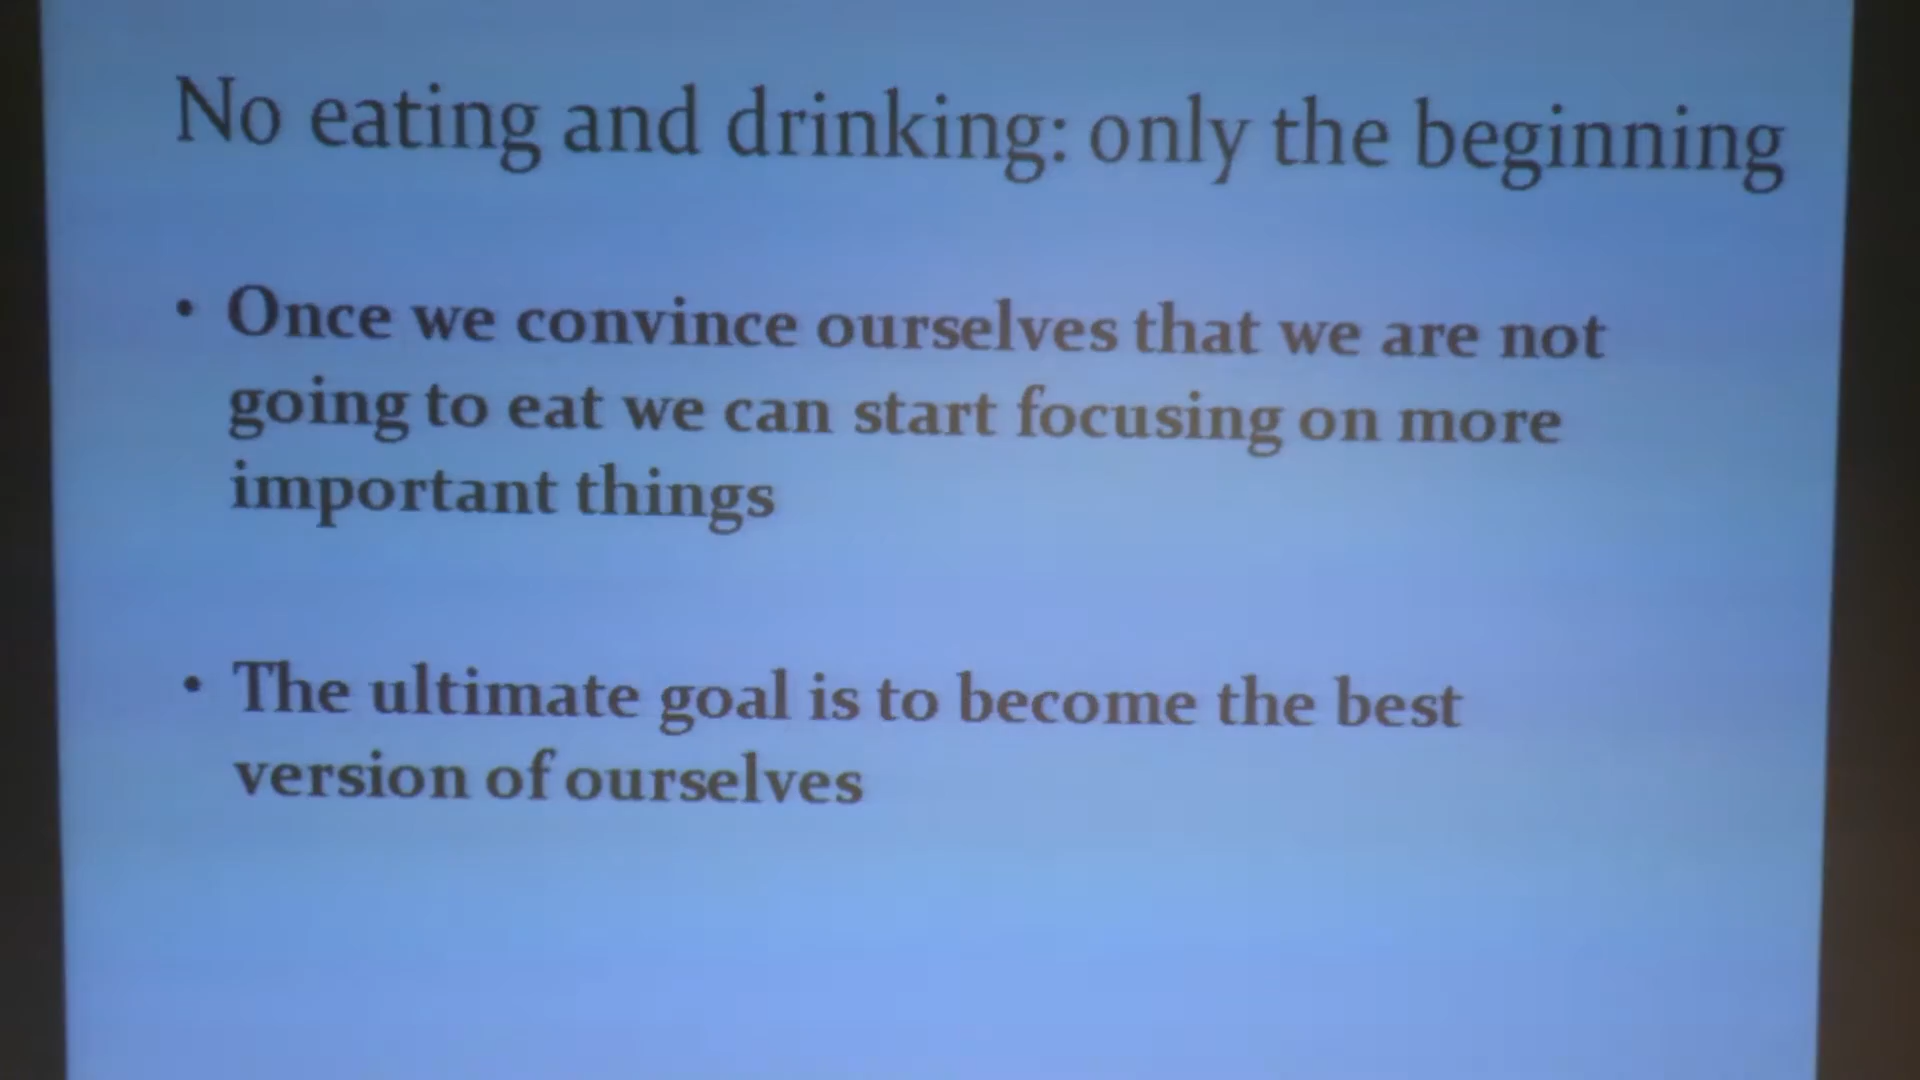 No eating and drinking: only the beginning
• Once we convince ourselves that we are not
going to eat we can start focusing on more
important things
• The ultimate goal is to become the best
version of ourselves